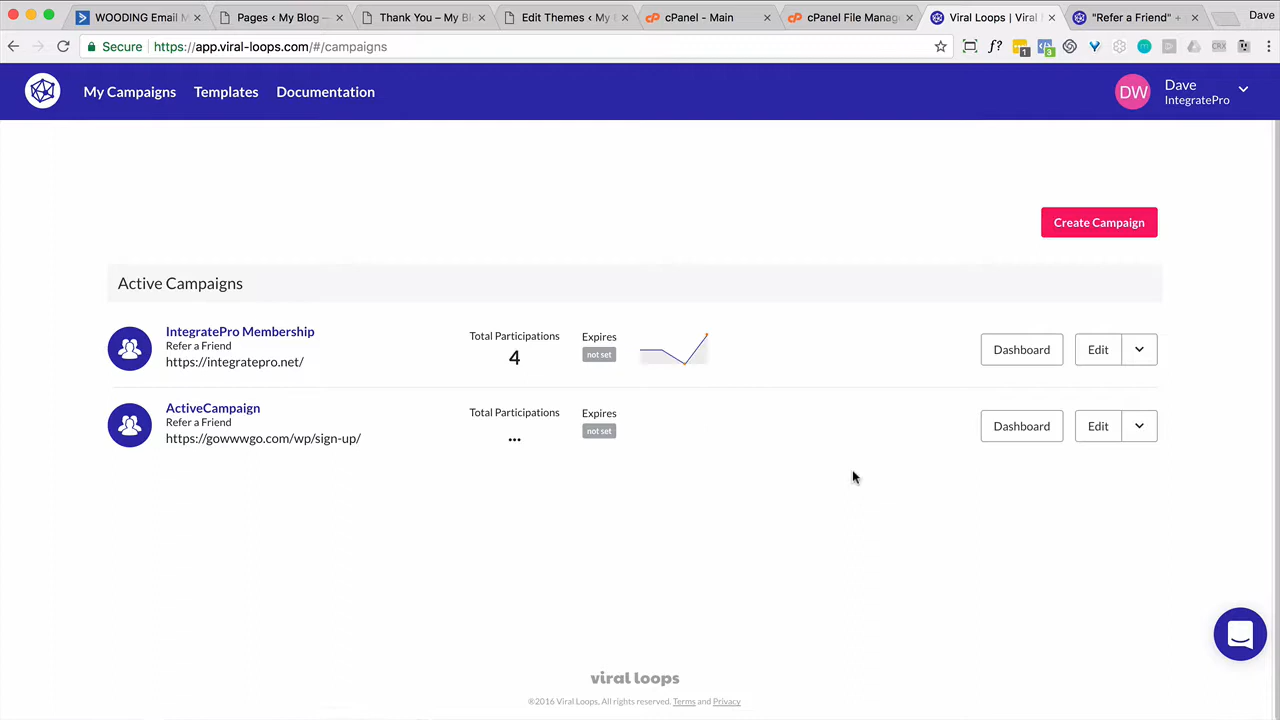 WOODING Email M
Pages ‹ My Blog —
Thank You – My Bl
Edit Themes ‹ My
cPanel – Main
cPanel File Manag
Viral Loops | Viral
"Refer a Friend" +
Dave
Secure https://app.viral-loops.com/#/campaigns
f?
1
3
CRX
My Campaigns
Templates
Documentation
DW
Dave
IntegratePro
Create Campaign
Active Campaigns
IntegratePro Membership
Refer a Friend
https://integratepro.net/
Total Participations
4
Expires
not set
Dashboard
Edit
ActiveCampaign
Refer a Friend
https://gowwwgo.com/wp/sign-up/
Total Participations
...
Expires
not set
Dashboard
Edit
viral loops
©2016 Viral Loops. All rights reserved. Terms and Privacy